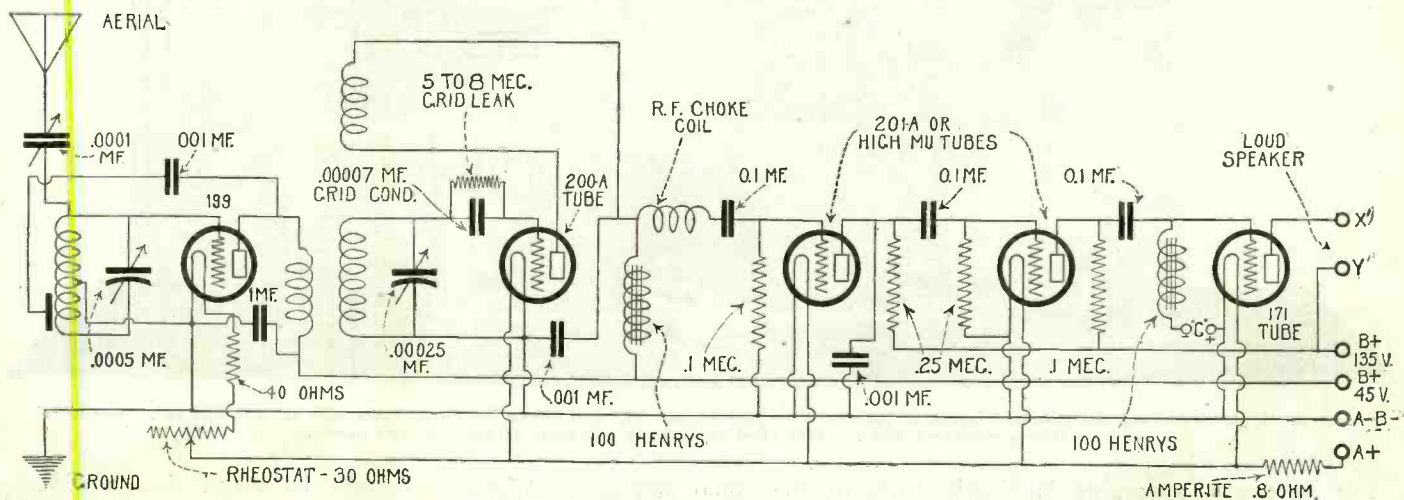 AERIAL
.0001
MF.
.001 MF.
199
1 MF.
.0005 MF.
40 OHMS
RHEOSTAT - 30 OHMS
GROUND
5 TO 8 MEG.
GRID LEAK
.00007 MF.
GRID COND.
200-A
TUBE
.00025
MF.
.001 MF.
R.F. CHOKE
COIL
100 HENRYS
0.1 MF.
.1 MEG.
201-A OR
HIGH MU TUBES
.001 MF.
0.1 MF.
.25 MEG.
0.1 MF.
.1 MEG.
100 HENRYS
"C"
- +
171
TUBE
LOUD
SPEAKER
X"
Y"
B+
135 V.
B+
45 V.
A-B-
A+
AMPERITE .8 OHM.